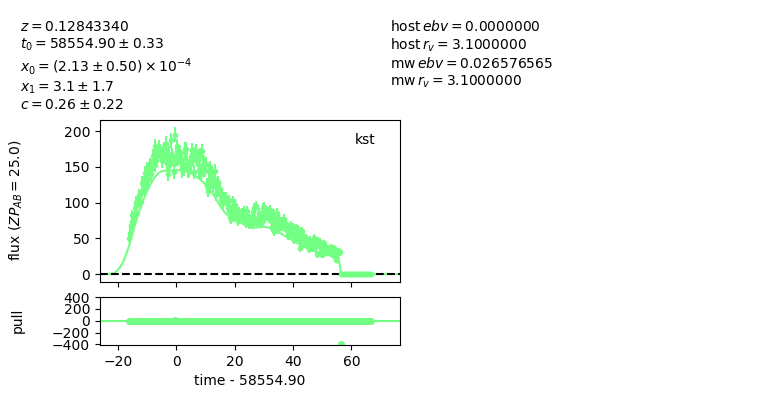 z = 0.12843340
t₀ = 58554.90 ± 0.33
x₀ = (2.13 ± 0.50) × 10⁻⁴
x₁ = 3.1 ± 1.7
c = 0.26 ± 0.22
host ebv = 0.0000000
host r_v = 3.1000000
mw ebv = 0.026576565
mw r_v = 3.1000000
flux (ZP_AB = 25.0)
200
150
100
50
0
kst
pull
400
200
0
−200
−400
−20
0
20
40
60
time - 58554.90